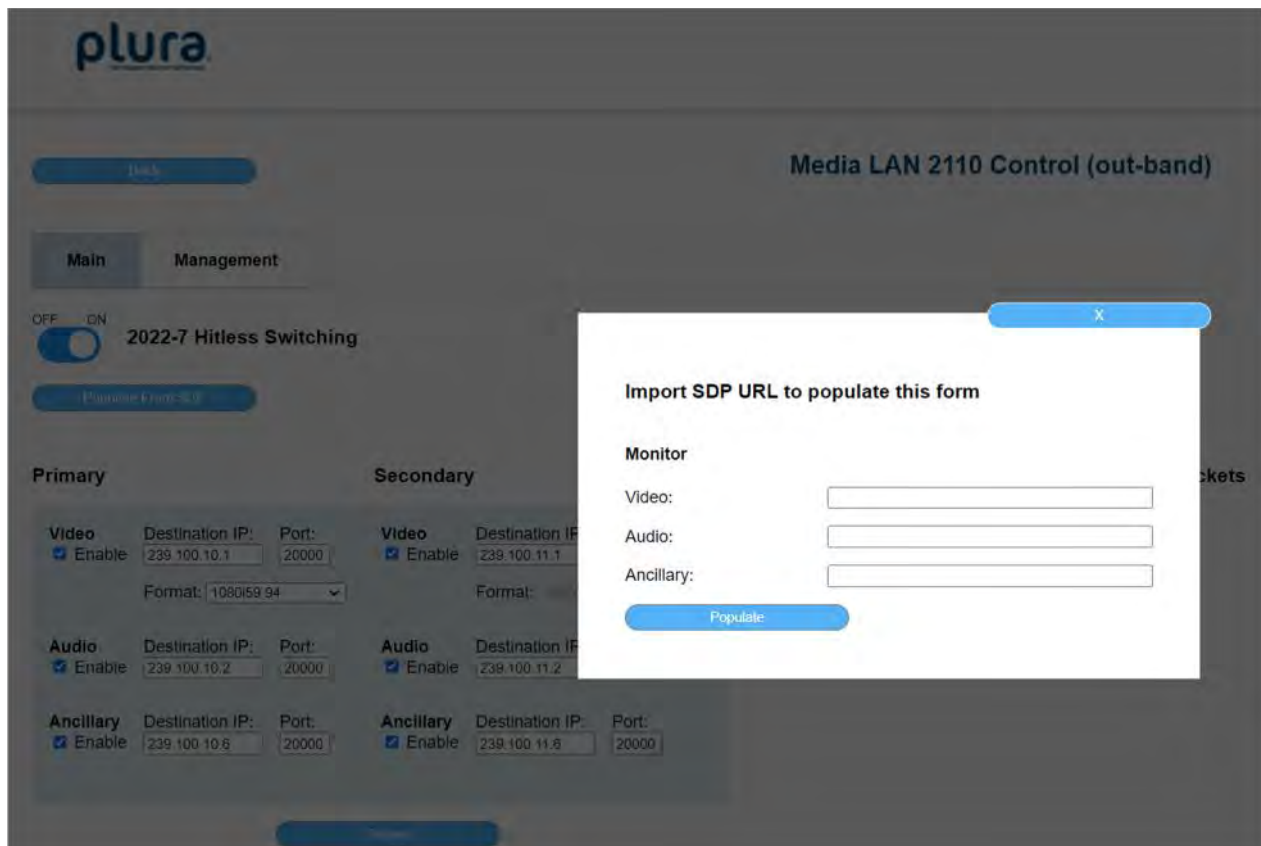 plura
Back
Media LAN 2110 Control (out-band)
Main Management
OFF ON
2022-7 Hitless Switching
Populate From SDP
X
Import SDP URL to populate this form
Monitor
Video:
Audio:
Ancillary:
Populate
Primary Secondary ckets
Video Destination IP: Port: Video Destination IP
Enable 239.100.10.1 20000 Enable 239.100.11.1
Format: 1080i59.94 Format:
Audio Destination IP: Port: Audio Destination IP
Enable 239.100.10.2 20000 Enable 239.100.11.2
Ancillary Destination IP: Port: Ancillary Destination IP: Port:
Enable 239.100.10.6 20000 Enable 239.100.11.6 20000